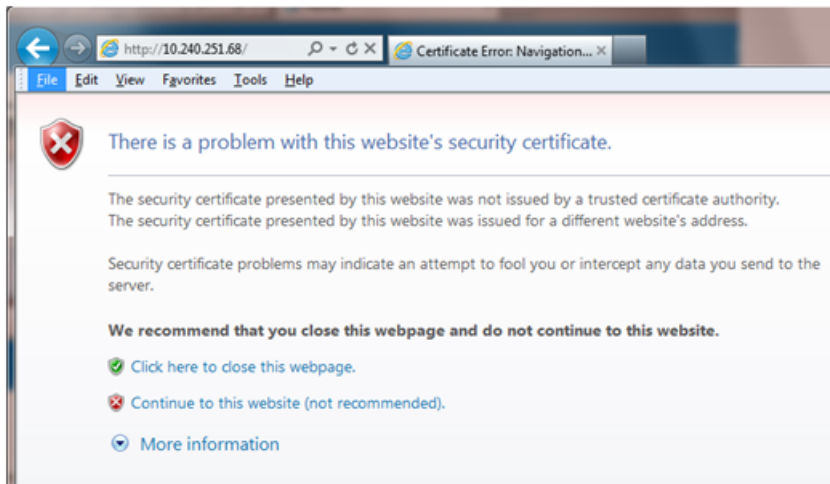 http://10.240.251.68/
Certificate Error: Navigation...
File Edit View Favorites Tools Help
There is a problem with this website's security certificate.
The security certificate presented by this website was not issued by a trusted certificate authority.
The security certificate presented by this website was issued for a different website's address.
Security certificate problems may indicate an attempt to fool you or intercept any data you send to the
server.
We recommend that you close this webpage and do not continue to this website.
Click here to close this webpage.
Continue to this website (not recommended).
More information